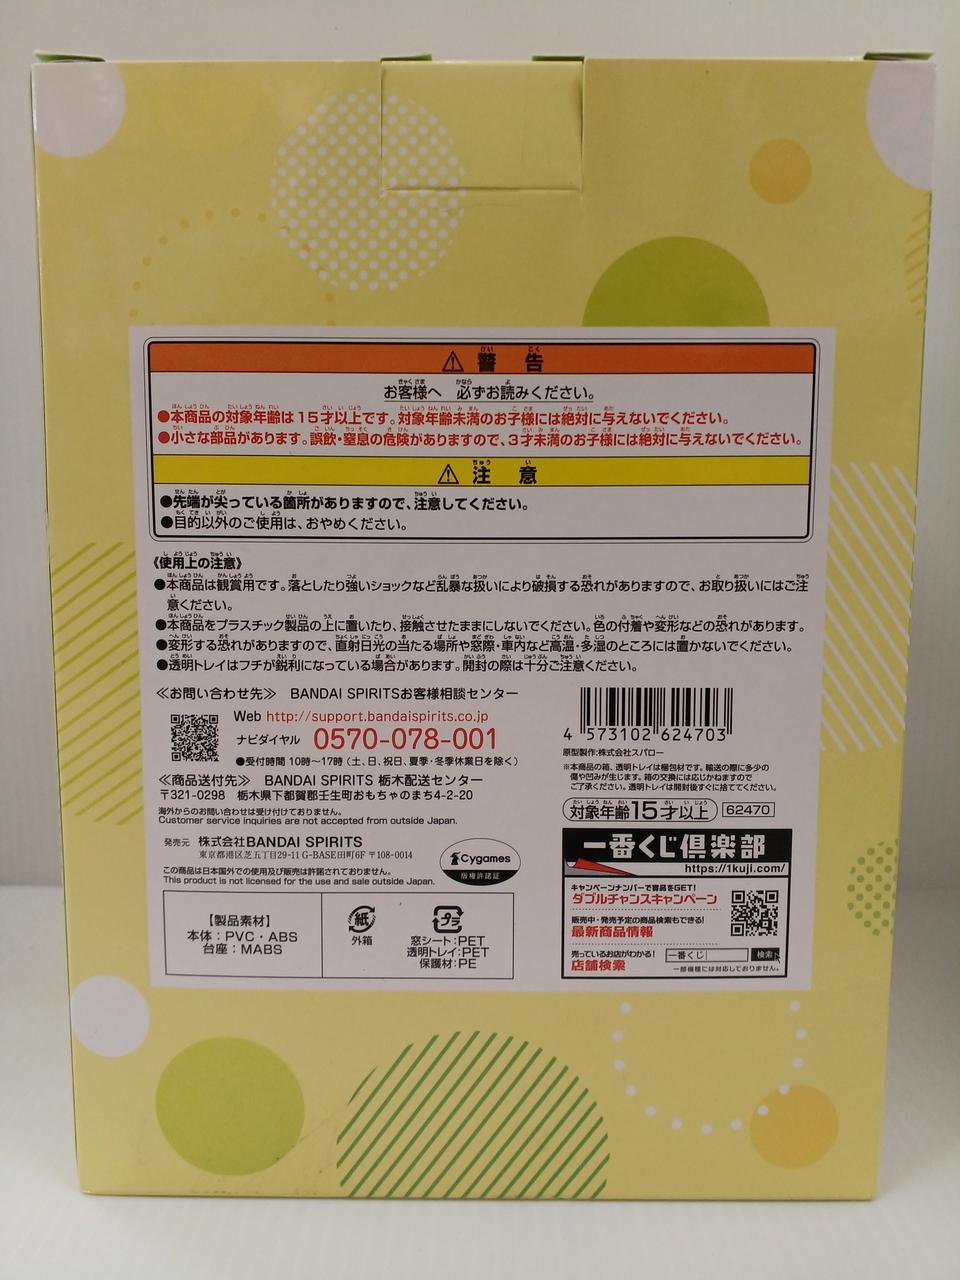 ⚠ 警告
お客様へ 必ずお読みください。
●本商品の対象年齢は15才以上です。対象年齢未満のお子様には絶対に与えないでください。
●小さな部品があります。誤飲・窒息の危険がありますので、3才未満のお子様には絶対に与えないでください。
⚠ 注意
●先端が尖っている箇所がありますので、注意してください。
●目的以外のご使用は、おやめください。
《使用上の注意》
●本商品は観賞用です。落としたり強いショックなど乱暴な扱いにより破損する恐れがありますので、お取り扱いにはご注
意ください。
●本商品をプラスチック製品の上に置いたり、接触させたままにしないでください。色の付着や変形などの恐れがあります。
●変形する恐れがありますので、直射日光の当たる場所や窓際・車内など高温・多湿のところには置かないでください。
●透明トレイはフチが鋭利になっている場合があります。開封の際は十分ご注意ください。
≪お問い合わせ先≫ BANDAI SPIRITSお客様相談センター
Web http://support.bandaispirits.co.jp
ナビダイヤル 0570-078-001
●受付時間 10時～17時(土、日、祝日、夏季・冬季休業日を除く)
≪商品送付先≫ BANDAI SPIRITS 栃木配送センター
〒321-0298 栃木県下都賀郡壬生町おもちゃのまち4-2-20
海外からのお問い合わせは受け付けておりません。
Customer service inquiries are not accepted from outside Japan.
発売元 株式会社BANDAI SPIRITS
東京都港区芝五丁目29-11 G-BASE田町6F 〒108-0014
この商品は日本国外での使用及び販売は許諾されておりません。
This product is not licensed for the use and sale outside Japan.
Cygames
版権許諾証
【製品素材】
本体：PVC・ABS
台座：MABS
紙
外箱
プラ
窓シート：PET
透明トレイ：PET
保護材：PE
4 573102 624703
原型製作：株式会社スパロー
※本商品の箱、透明トレイは梱包材です。輸送の際に多少の
傷や凹みが生じます。箱の交換には応じかねますので
ご了承ください。透明トレイは開封後すぐに捨ててください。
対象年齢15才以上
62470
一番くじ倶楽部
https://1kuji.com/
キャンペーンナンバーで賞品をGET!
ダブルチャンスキャンペーン
販売中・発売予定の商品検索もできる!
最新商品情報
売っているお店がわかる!
店舗検索
一番くじ
検索
一部機種には対応しておりません。